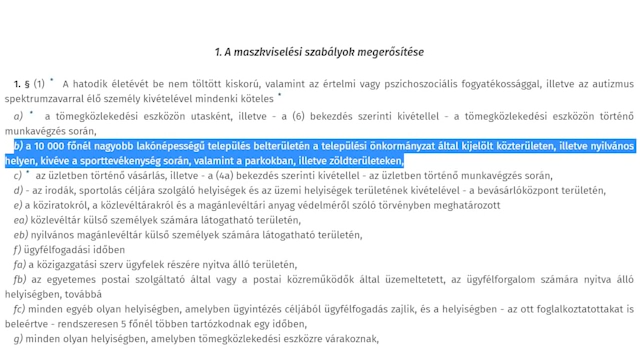 1. A maszkviselési szabályok megerősítése
1. § (1) * A hatodik életévét be nem töltött kiskorú, valamint az értelmi vagy pszichoszociális fogyatékossággal, illetve az autizmus
spektrumzavarral élő személy kivételével mindenki köteles *
a) * a tömegközlekedési eszközön utasként, illetve - a (6) bekezdés szerinti kivétellel - a tömegközlekedési eszközön történő
munkavégzés során,
b) a 10 000 főnél nagyobb lakónépességű település belterületén a települési önkormányzat által kijelölt közterületen, illetve nyilvános
helyen, kivéve a sporttevékenység során, valamint a parkokban, illetve zöldterületeken,
c) * az üzletben történő vásárlás, illetve - a (4a) bekezdés szerinti kivétellel - az üzletben történő munkavégzés során,
d) - az irodák, sportolás céljára szolgáló helyiségek és az üzemi helyiségek területének kivételével - a bevásárlóközpont területén,
e) a köziratokról, a közlevéltárakról és a magánlevéltári anyag védelméről szóló törvényben meghatározott
ea) közlevéltár külső személyek számára látogatható területén,
eb) nyilvános magánlevéltár külső személyek számára látogatható területén,
f) ügyfélfogadási időben
fa) a közigazgatási szerv ügyfelek részére nyitva álló területén,
fb) az egyetemes postai szolgáltató által vagy a postai közreműködők által üzemeltetett, az ügyfélforgalom számára nyitva álló
helyiségben, továbbá
fc) minden egyéb olyan helyiségben, amelyben ügyintézés céljából ügyfélfogadás zajlik, és a helyiségben - az ott foglalkoztatottakat is
beleértve - rendszeresen 5 főnél többen tartózkodnak egy időben,
g) minden olyan helyiségben, amelyben tömegközlekedési eszközre várakoznak,